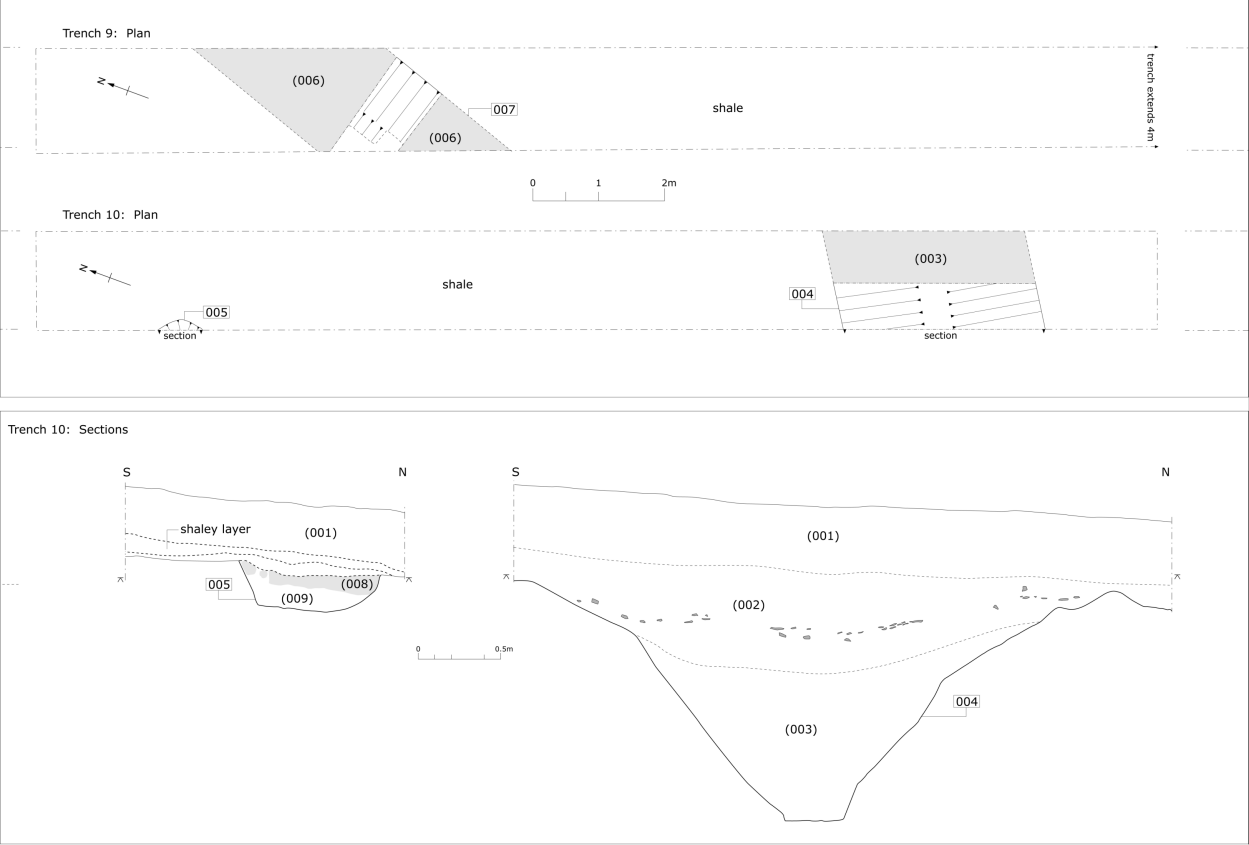 Trench 9: Plan
N
(006)
(006)
007
shale
trench extends 4m
0 1 2m
Trench 10: Plan
N
shale
005
section
(003)
004
section
Trench 10: Sections
S N
shaley layer
(001)
005
(008)
(009)
0 0.5m
S N
(001)
(002)
(003)
004